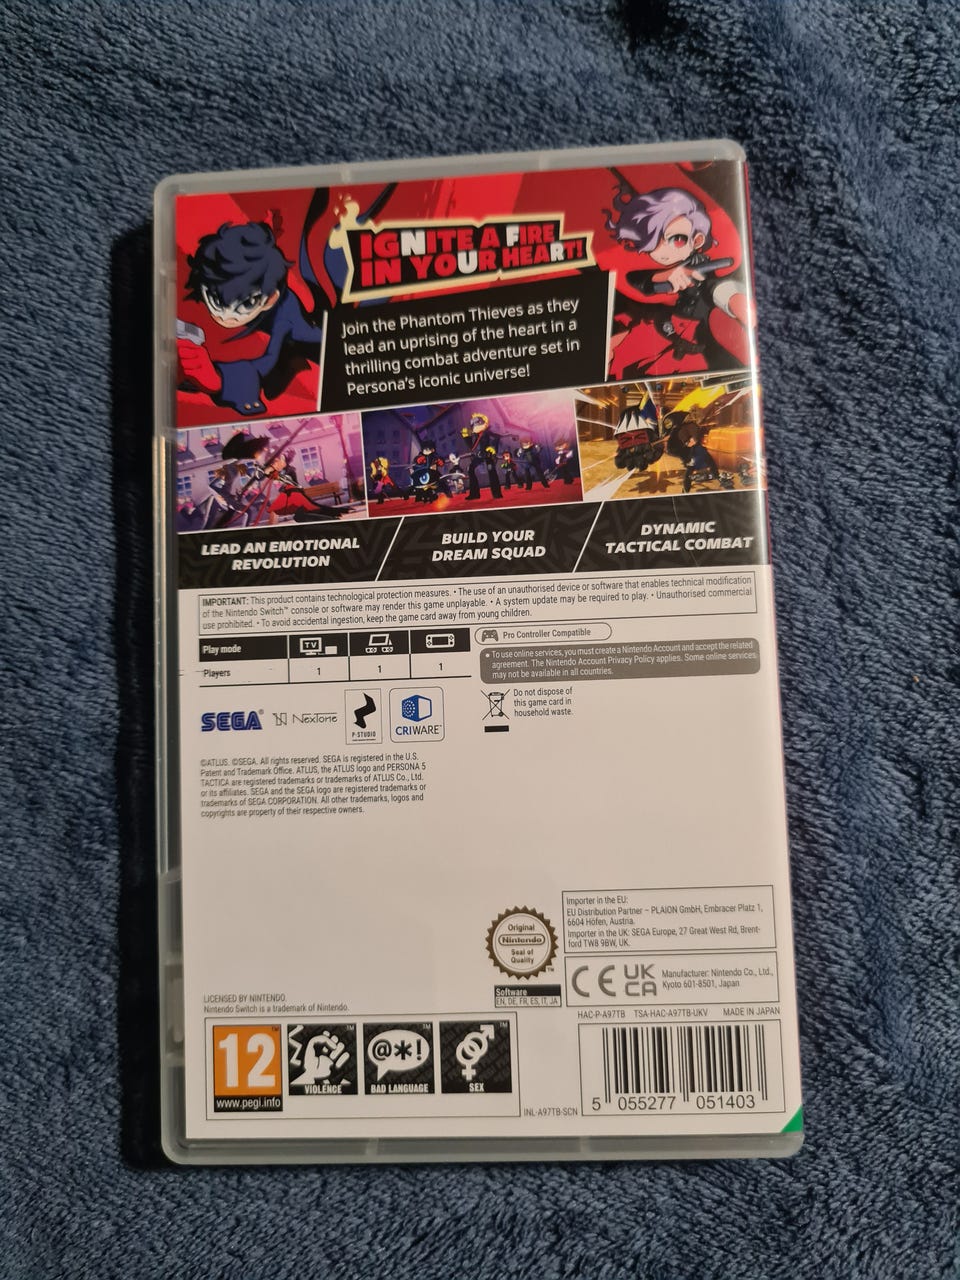 IGNITE A FIRE
IN YOUR HEART!
Join the Phantom Thieves as they
lead an uprising of the heart in a
thrilling combat adventure set in
Persona's iconic universe!
LEAD AN EMOTIONAL
REVOLUTION
BUILD YOUR
DREAM SQUAD
DYNAMIC
TACTICAL COMBAT
IMPORTANT: This product contains technological protection measures. • The use of an unauthorised device or software that enables technical modification
of the Nintendo Switch™ console or software may render this game unplayable. • A system update may be required to play. • Unauthorised commercial
use prohibited. • To avoid accidental ingestion, keep the game card away from young children.
Play mode
TV
Players
1
1
1
Pro Controller Compatible
• To use online services, you must create a Nintendo Account and accept the related
agreement. The Nintendo Account Privacy Policy applies. Some online services
may not be available in all countries.
SEGA®
NexTone
P-STUDIO
CRIWARE™
Do not dispose of
this game card in
household waste.
©ATLUS. ©SEGA. All rights reserved. SEGA is registered in the U.S.
Patent and Trademark Office. ATLUS, the ATLUS logo and PERSONA 5
TACTICA are registered trademarks or trademarks of ATLUS Co., Ltd.
or its affiliates. SEGA and the SEGA logo are registered trademarks or
trademarks of SEGA CORPORATION. All other trademarks, logos and
copyrights are property of their respective owners.
Importer in the EU:
EU Distribution Partner – PLAION GmbH, Embracer Platz 1,
6604 Höfen, Austria.
Importer in the UK: SEGA Europe, 27 Great West Rd, Brent-
ford TW8 9BW, UK.
Original
Nintendo
Seal of
Quality
™
CE
UK
CA
Manufacturer: Nintendo Co., Ltd.,
Kyoto 601-8501, Japan
Software
EN, DE, FR, ES, IT, JA
LICENSED BY NINTENDO.
Nintendo Switch is a trademark of Nintendo.
HAC-P-A97TB TSA-HAC-A97TB-UKV MADE IN JAPAN
12
™
www.pegi.info
™
VIOLENCE
™
@*!
BAD LANGUAGE
™
SEX
INL-A97TB-SCN
5 055277 051403